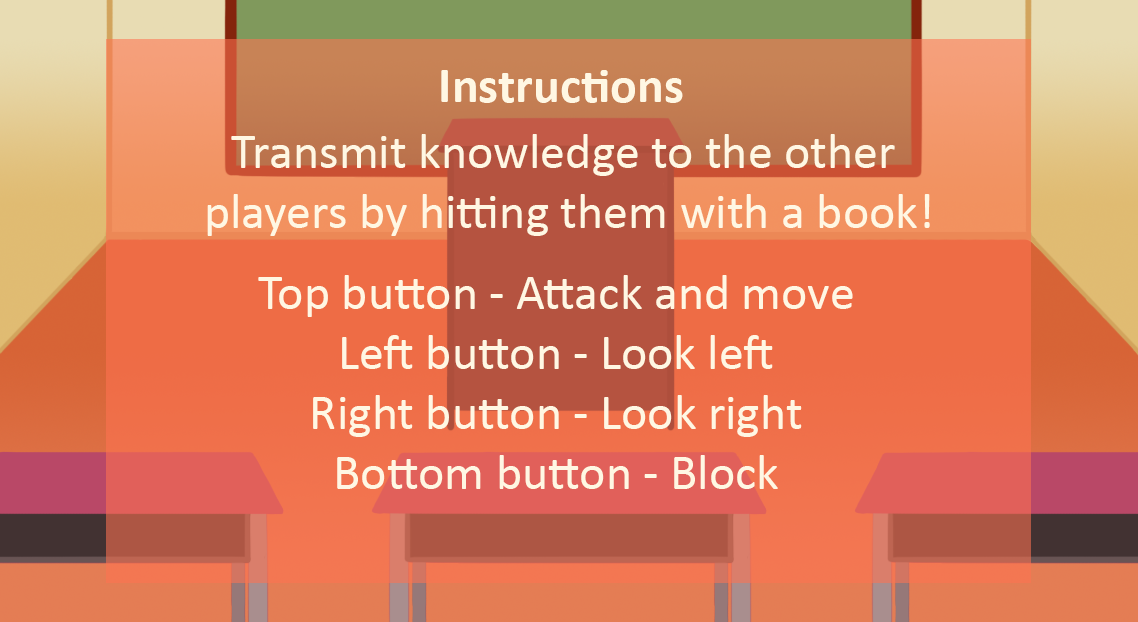 Instructions
Transmit knowledge to the other
players by hitting them with a book!
Top button - Attack and move
Left button - Look left
Right button - Look right
Bottom button - Block